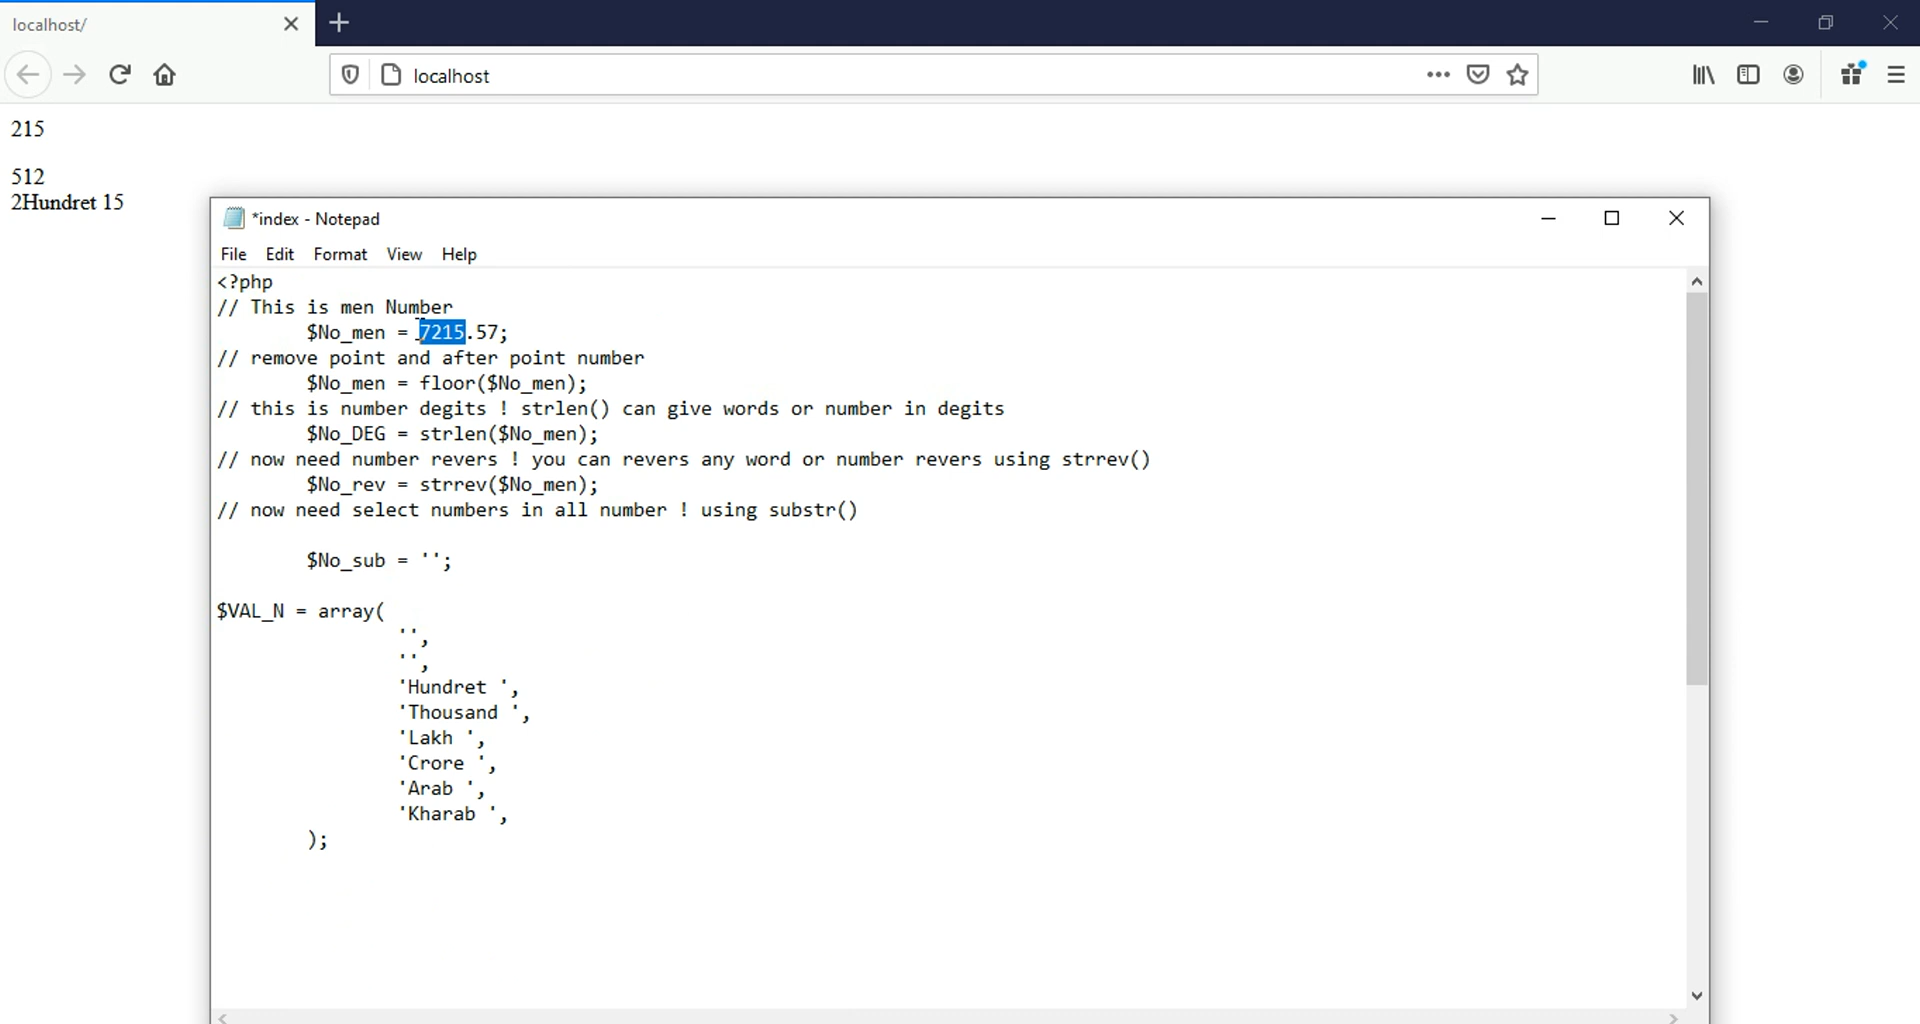 localhost/
localhost
215
512
2Hundret 15
*index - Notepad
File Edit Format View Help
<?php
// This is men Number
$No_men = 7215.57;
// remove point and after point number
$No_men = floor($No_men);
// this is number degits ! strlen() can give words or number in degits
$No_DEG = strlen($No_men);
// now need number revers ! you can revers any word or number revers using strrev()
$No_rev = strrev($No_men);
// now need select numbers in all number ! using substr()
$No_sub = '';
$VAL_N = array(
'',
'',
'Hundret ',
'Thousand ',
'Lakh ',
'Crore ',
'Arab ',
'Kharab ',
);